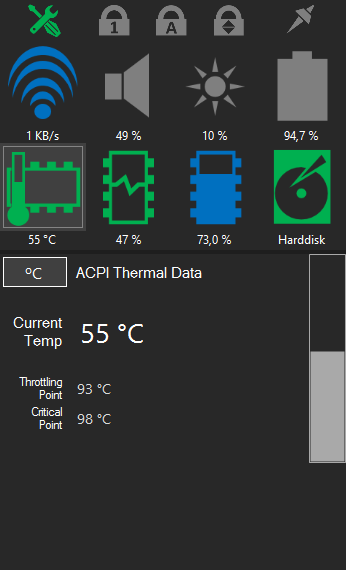 1
A
1 KB/s
49 %
10 %
94,7 %
55 °C
47 %
73,0 %
Harddisk
ºC
ACPI Thermal Data
Current
Temp
55 °C
Throttling
Point
93 °C
Critical
Point
98 °C